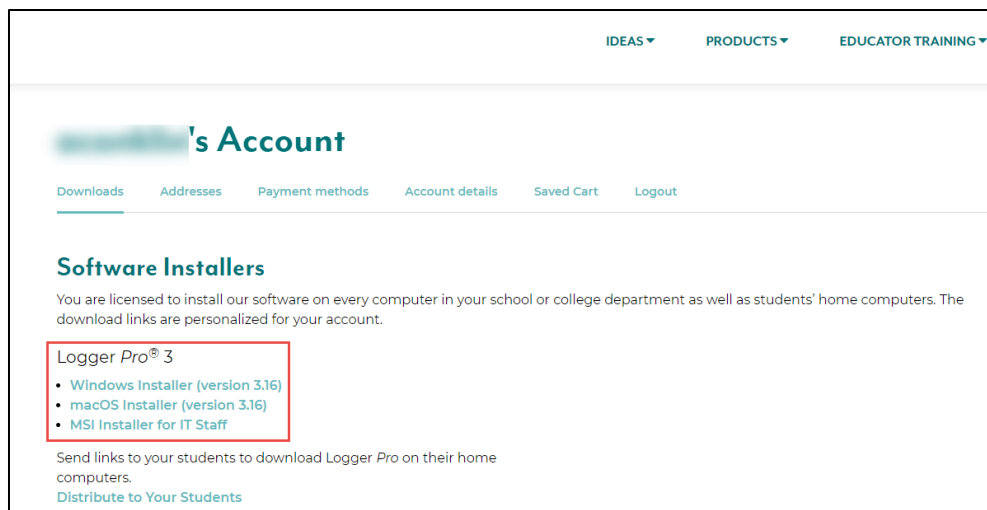 IDEAS PRODUCTS EDUCATOR TRAINING
's Account
Downloads Addresses Payment methods Account details Saved Cart Logout
Software Installers
You are licensed to install our software on every computer in your school or college department as well as students' home computers. The
download links are personalized for your account.
Logger Pro® 3
• Windows Installer (version 3.16)
• macOS Installer (version 3.16)
• MSI Installer for IT Staff
Send links to your students to download Logger Pro on their home
computers.
Distribute to Your Students